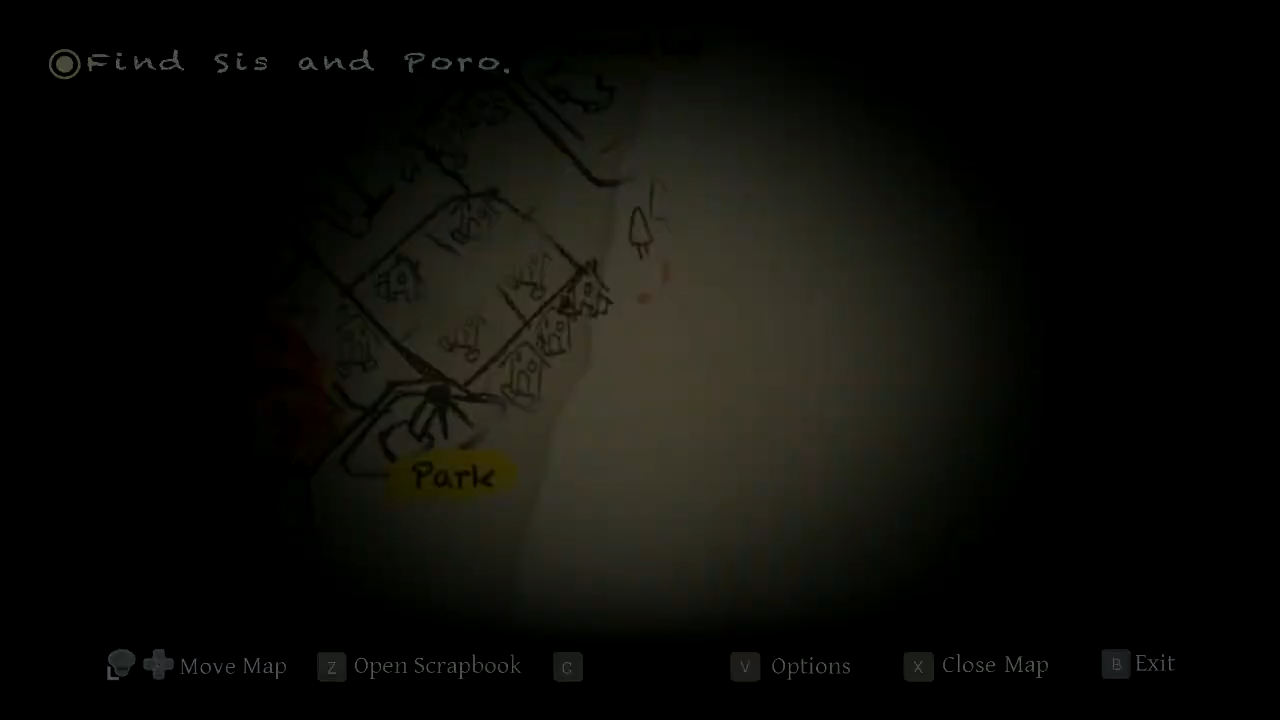 Find Sis and Poro.
Park
L Move Map Z Open Scrapbook C V Options X Close Map B Exit